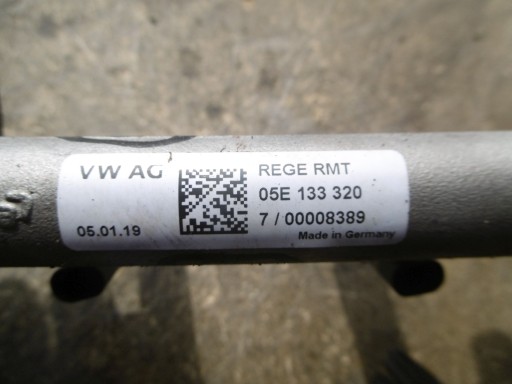 VW AG
REGE RMT
05E 133 320
05.01.19
7 / 00008389
Made in Germany